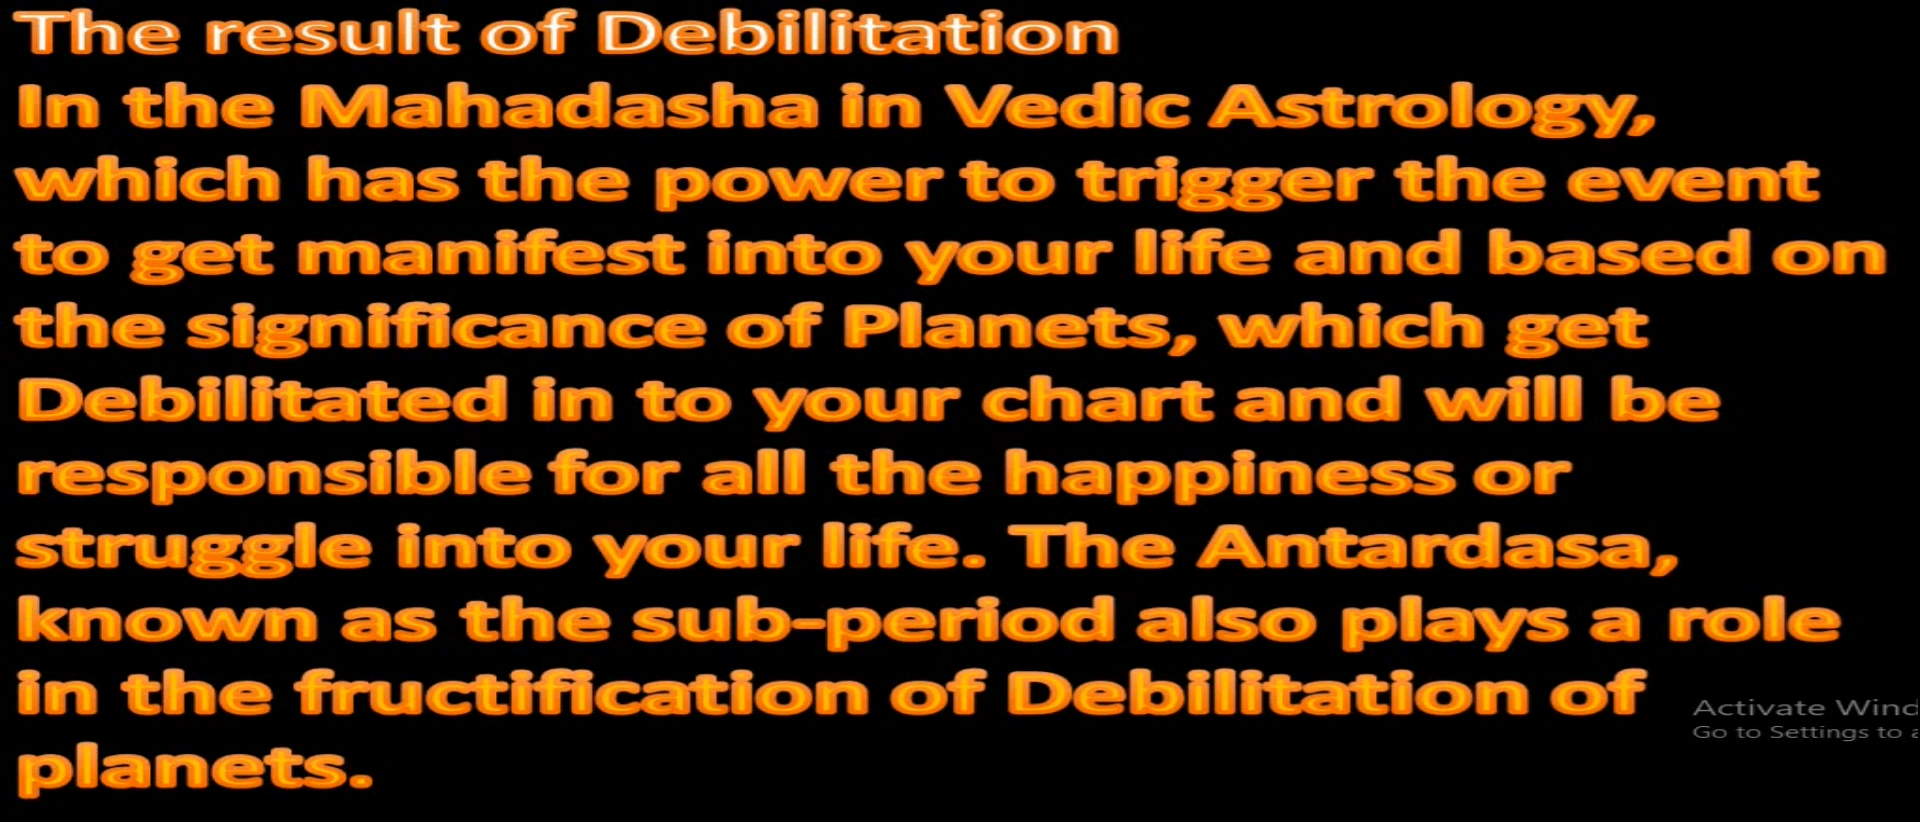 The result of Debilitation
In the Mahadasha in Vedic Astrology,
which has the power to trigger the event
to get manifest into your life and based on
the significance of Planets, which get
Debilitated in to your chart and will be
responsible for all the happiness or
struggle into your life. The Antardasa,
known as the sub-period also plays a role
in the fructification of Debilitation of
planets.
Activate Wind
Go to Settings to a